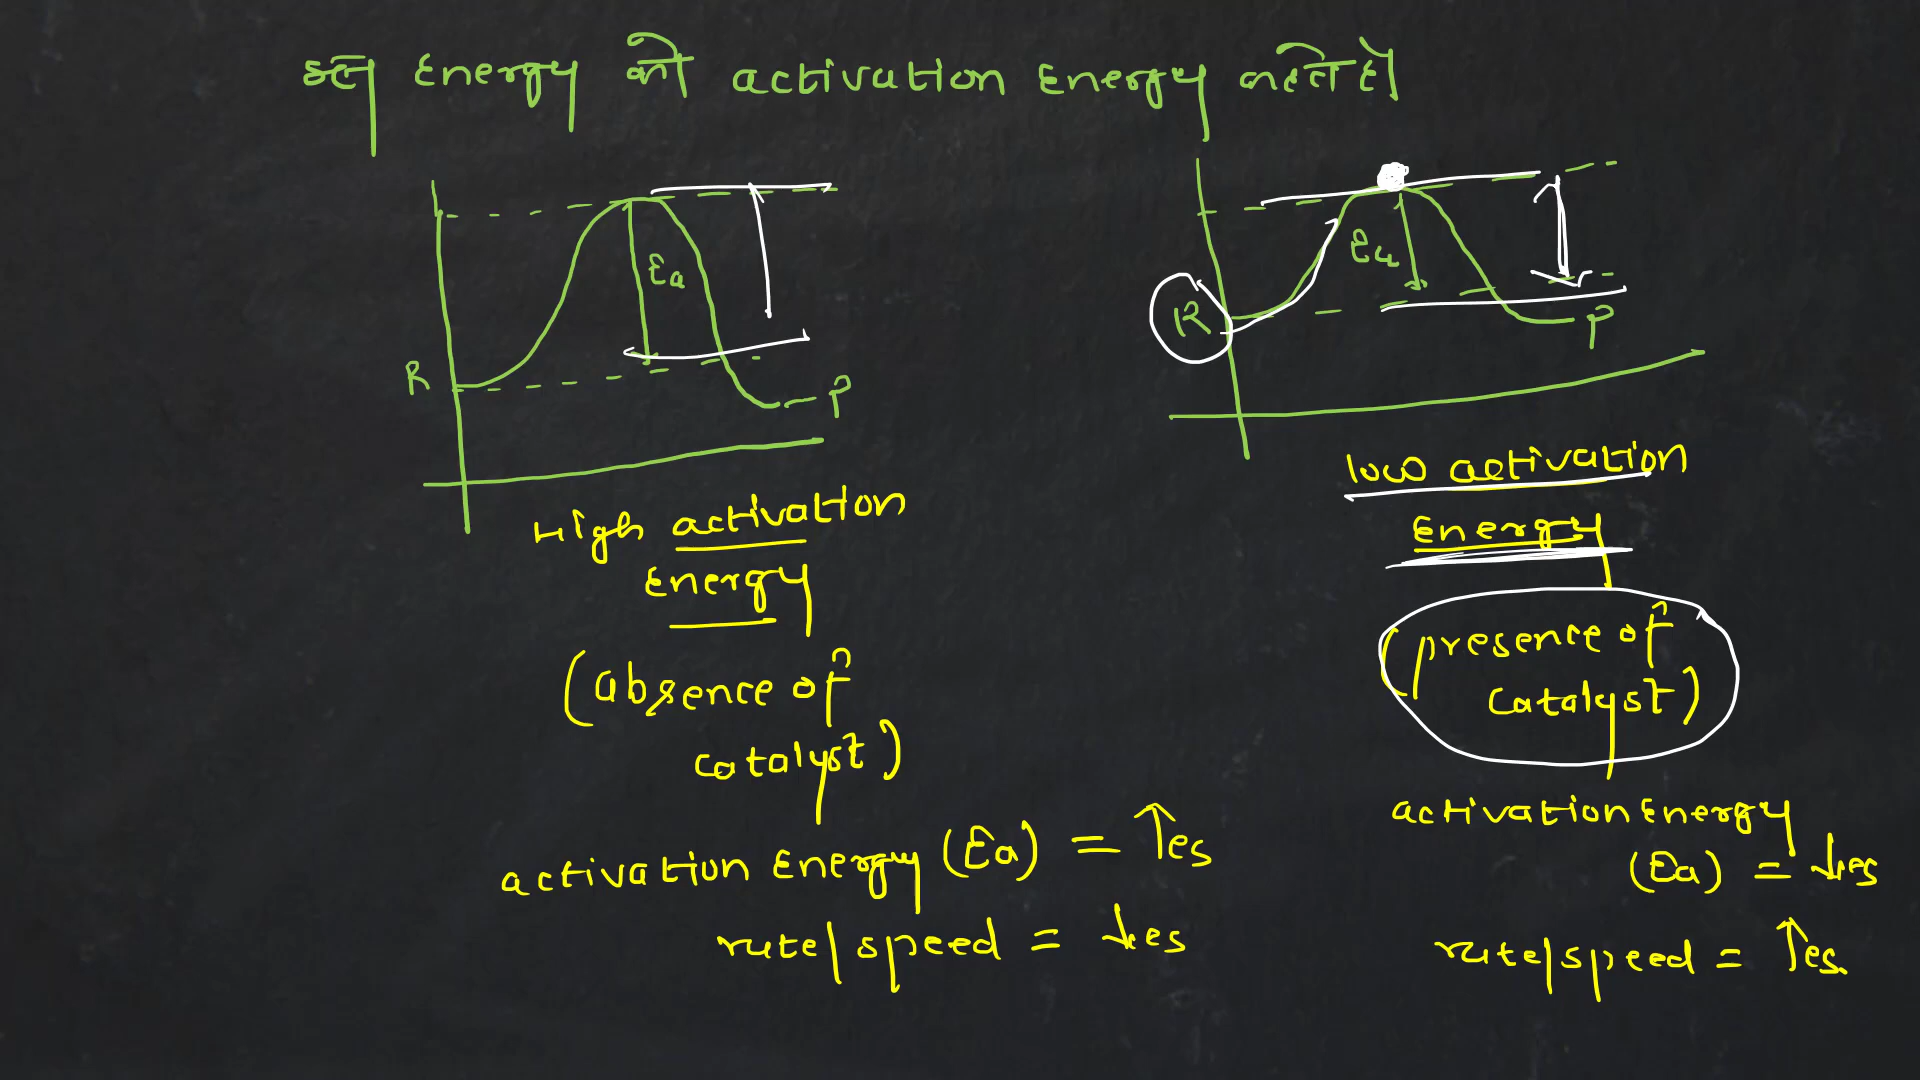 इस Energy को activation Energy कहते है
Ea
R
P
High activation
Energy
(absence of
catalyst)
activation Energy (Ea) = ↑es
rate/speed = ↓es
Ea
R
P
low activation
Energy
(presence of
catalyst)
activation Energy
(Ea) = ↓es
rate/speed = ↑es